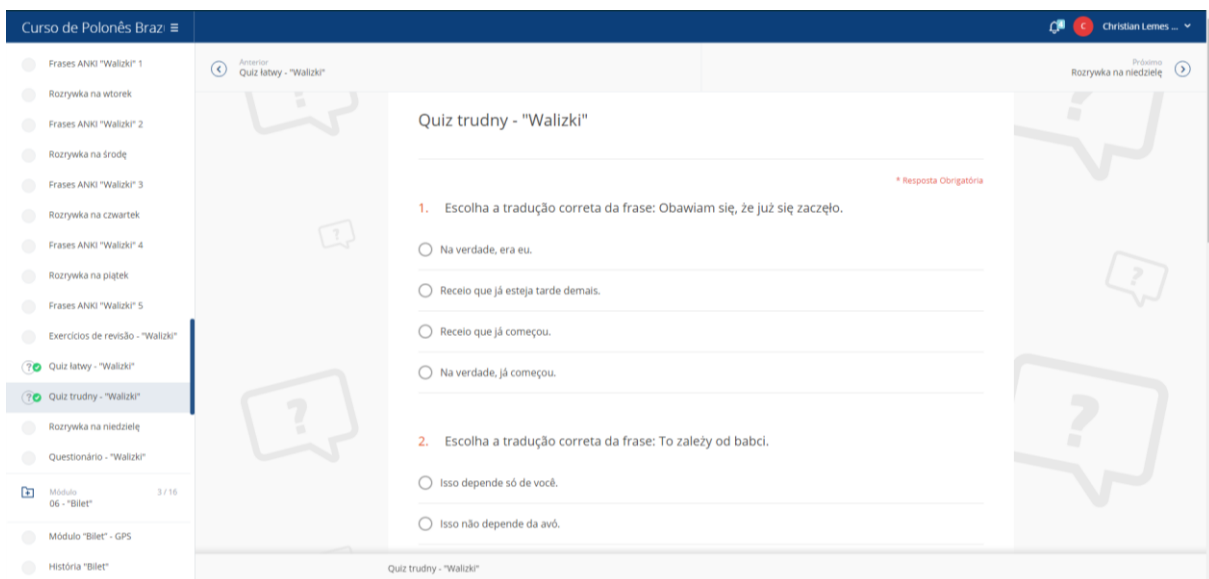 Curso de Polonês Braz
Christian Lemes ...
C
4
Frases ANKI "Walizki" 1
Rozrywka na wtorek
Frases ANKI "Walizki" 2
Rozrywka na środę
Frases ANKI "Walizki" 3
Rozrywka na czwartek
Frases ANKI "Walizki" 4
Rozrywka na piątek
Frases ANKI "Walizki" 5
Exercícios de revisão - "Walizki"
Quiz łatwy - "Walizki"
Quiz trudny - "Walizki"
Rozrywka na niedzielę
Questionário - "Walizki"
Módulo 3 / 16
06 - "Bilet"
Módulo "Bilet" - GPS
História "Bilet"
Anterior
Quiz łatwy - "Walizki"
Próximo
Rozrywka na niedzielę
Quiz trudny - "Walizki"
* Resposta Obrigatória
1. Escolha a tradução correta da frase: Obawiam się, że już się zaczęło.
Na verdade, era eu.
Receio que já esteja tarde demais.
Receio que já começou.
Na verdade, já começou.
2. Escolha a tradução correta da frase: To zależy od babci.
Isso depende só de você.
Isso não depende da avó.
Quiz trudny - "Walizki"